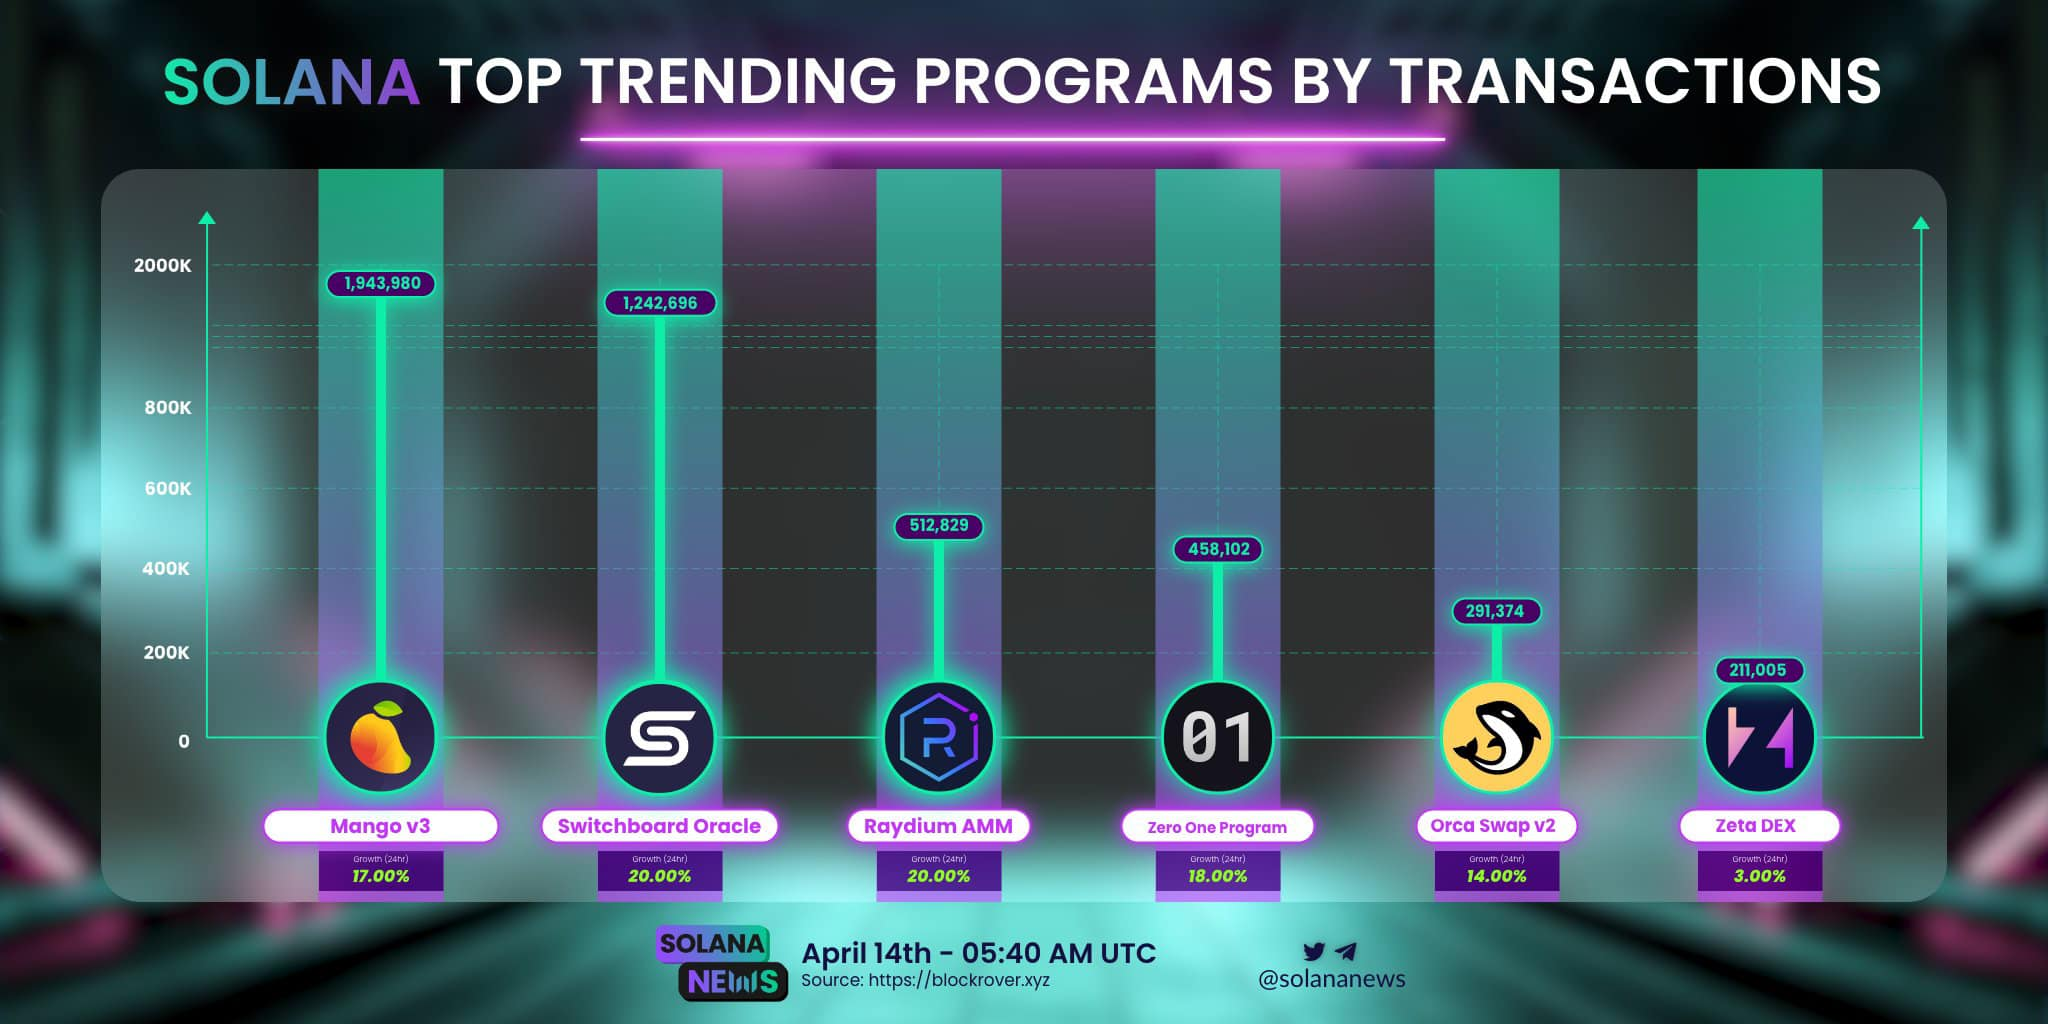 SOLANA TOP TRENDING PROGRAMS BY TRANSACTIONS
2000K
800K
600K
400K
200K
0
1,943,980
1,242,696
512,829
458,102
291,374
211,005
S
R
01
Mango v3
Switchboard Oracle
Raydium AMM
Zero One Program
Orca Swap v2
Zeta DEX
Growth (24hr)
17.00%
Growth (24hr)
20.00%
Growth (24hr)
20.00%
Growth (24hr)
18.00%
Growth (24hr)
14.00%
Growth (24hr)
3.00%
SOLANA
NEWS
April 14th - 05:40 AM UTC
Source: https://blockrover.xyz
@solananews